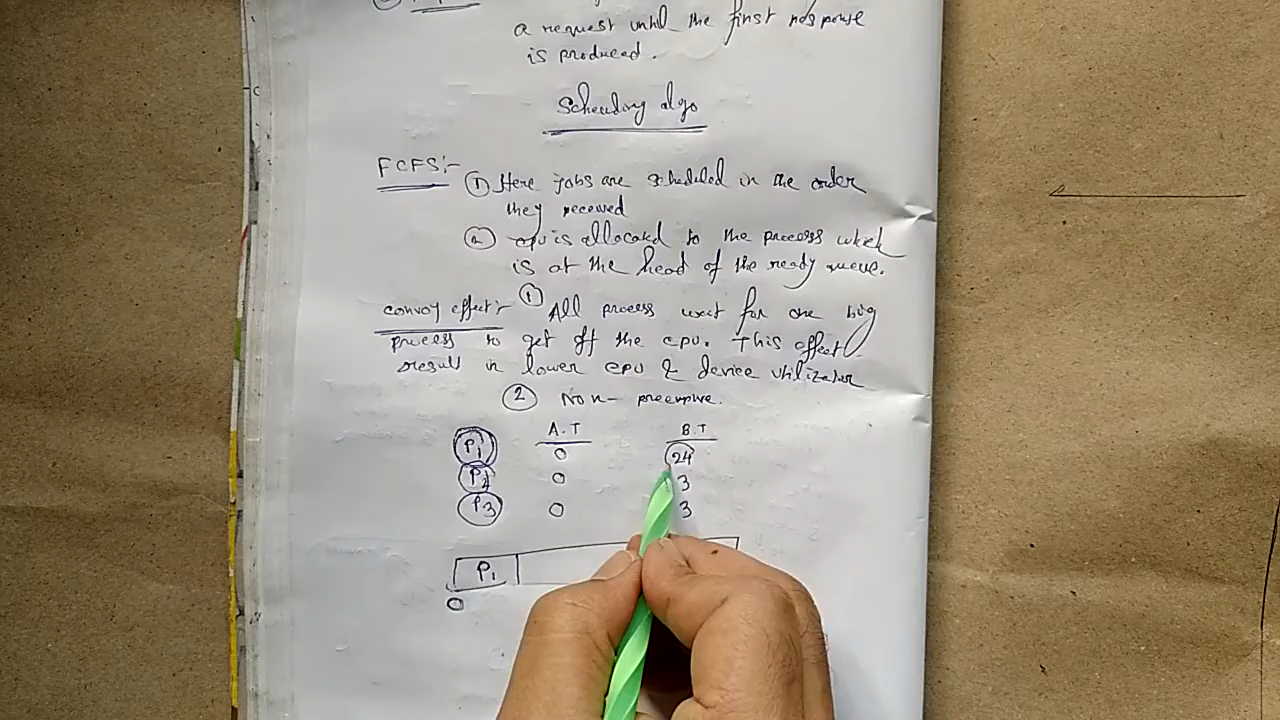 a request until the first response
is produced.
Scheduling algo
FCFS:-
① Here jobs are scheduled in the order
they received
② cpu is allocated to the process which
is at the head of the ready queue.
convoy effect:- ① All process wait for one big
process to get off the cpu. This effect
result in lower cpu & device utilization
② Non-preemptive.
A.T B.T
P1 0 24
P2 0 3
P3 0 3
P1
0